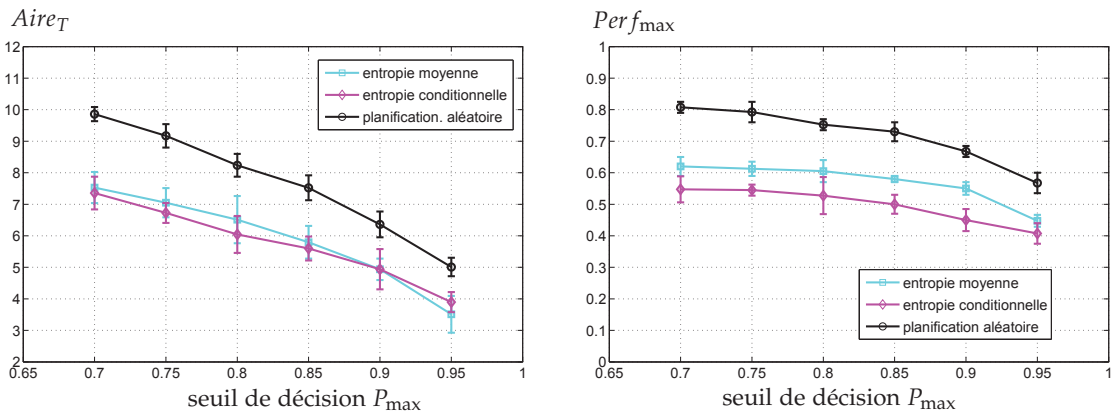 Aire_T
12
11
10
9
8
7
6
5
4
3
2
0.65 0.7 0.75 0.8 0.85 0.9 0.95 1
entropie moyenne
entropie conditionnelle
planification. aléatoire
seuil de décision P_max
Perf_max
1
0.9
0.8
0.7
0.6
0.5
0.4
0.3
0.2
0.1
0
0.65 0.7 0.75 0.8 0.85 0.9 0.95 1
entropie moyenne
entropie conditionnelle
planification aléatoire
seuil de décision P_max